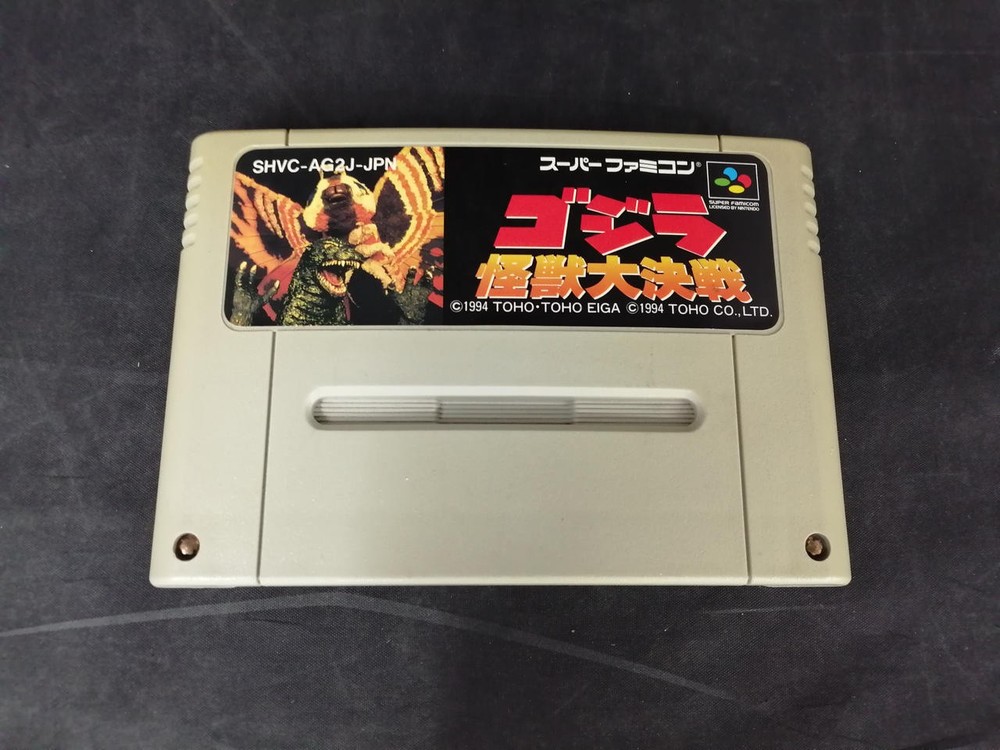 SHVC-AG2J-JPN
スーパーファミコン®
SUPER FAMICOM
LICENSED BY NINTENDO
ゴジラ
怪獣大決戦
©1994 TOHO・TOHO EIGA ©1994 TOHO CO., LTD.